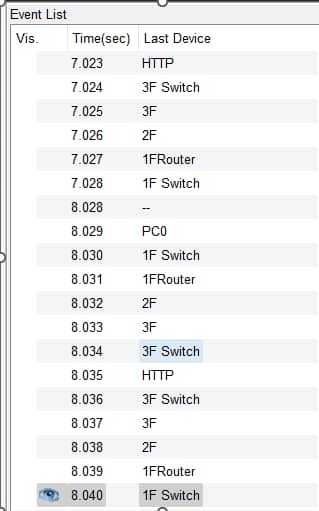 Event List
Vis. Time(sec) Last Device
7.023 HTTP
7.024 3F Switch
7.025 3F
7.026 2F
7.027 1FRouter
7.028 1F Switch
8.028 --
8.029 PC0
8.030 1F Switch
8.031 1FRouter
8.032 2F
8.033 3F
8.034 3F Switch
8.035 HTTP
8.036 3F Switch
8.037 3F
8.038 2F
8.039 1FRouter
8.040 1F Switch